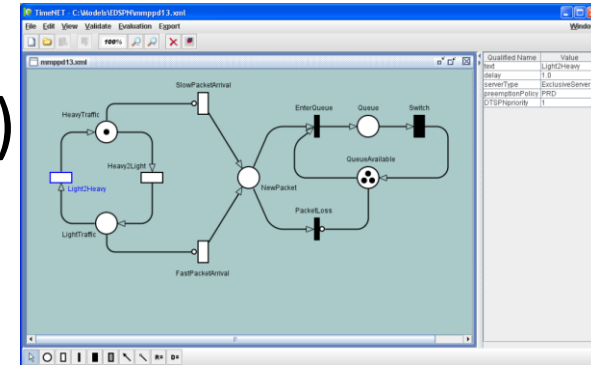 TimeNET - C:\Models\EDSPN\mmppd13.xml
File Edit View Validate Evaluation Export Window
100%
mmppd13.xml
Qualified Name Value
text Light2Heavy
delay 1.0
serverType ExclusiveServer
preemptionPolicy PRD
DTSPNpriority 1
SlowPacketArrival
HeavyTraffic
EnterQueue Queue Switch
)
Heavy2Light
QueueAvailable
Light2Heavy
NewPacket
PacketLoss
LightTraffic
FastPacketArrival
R= D=